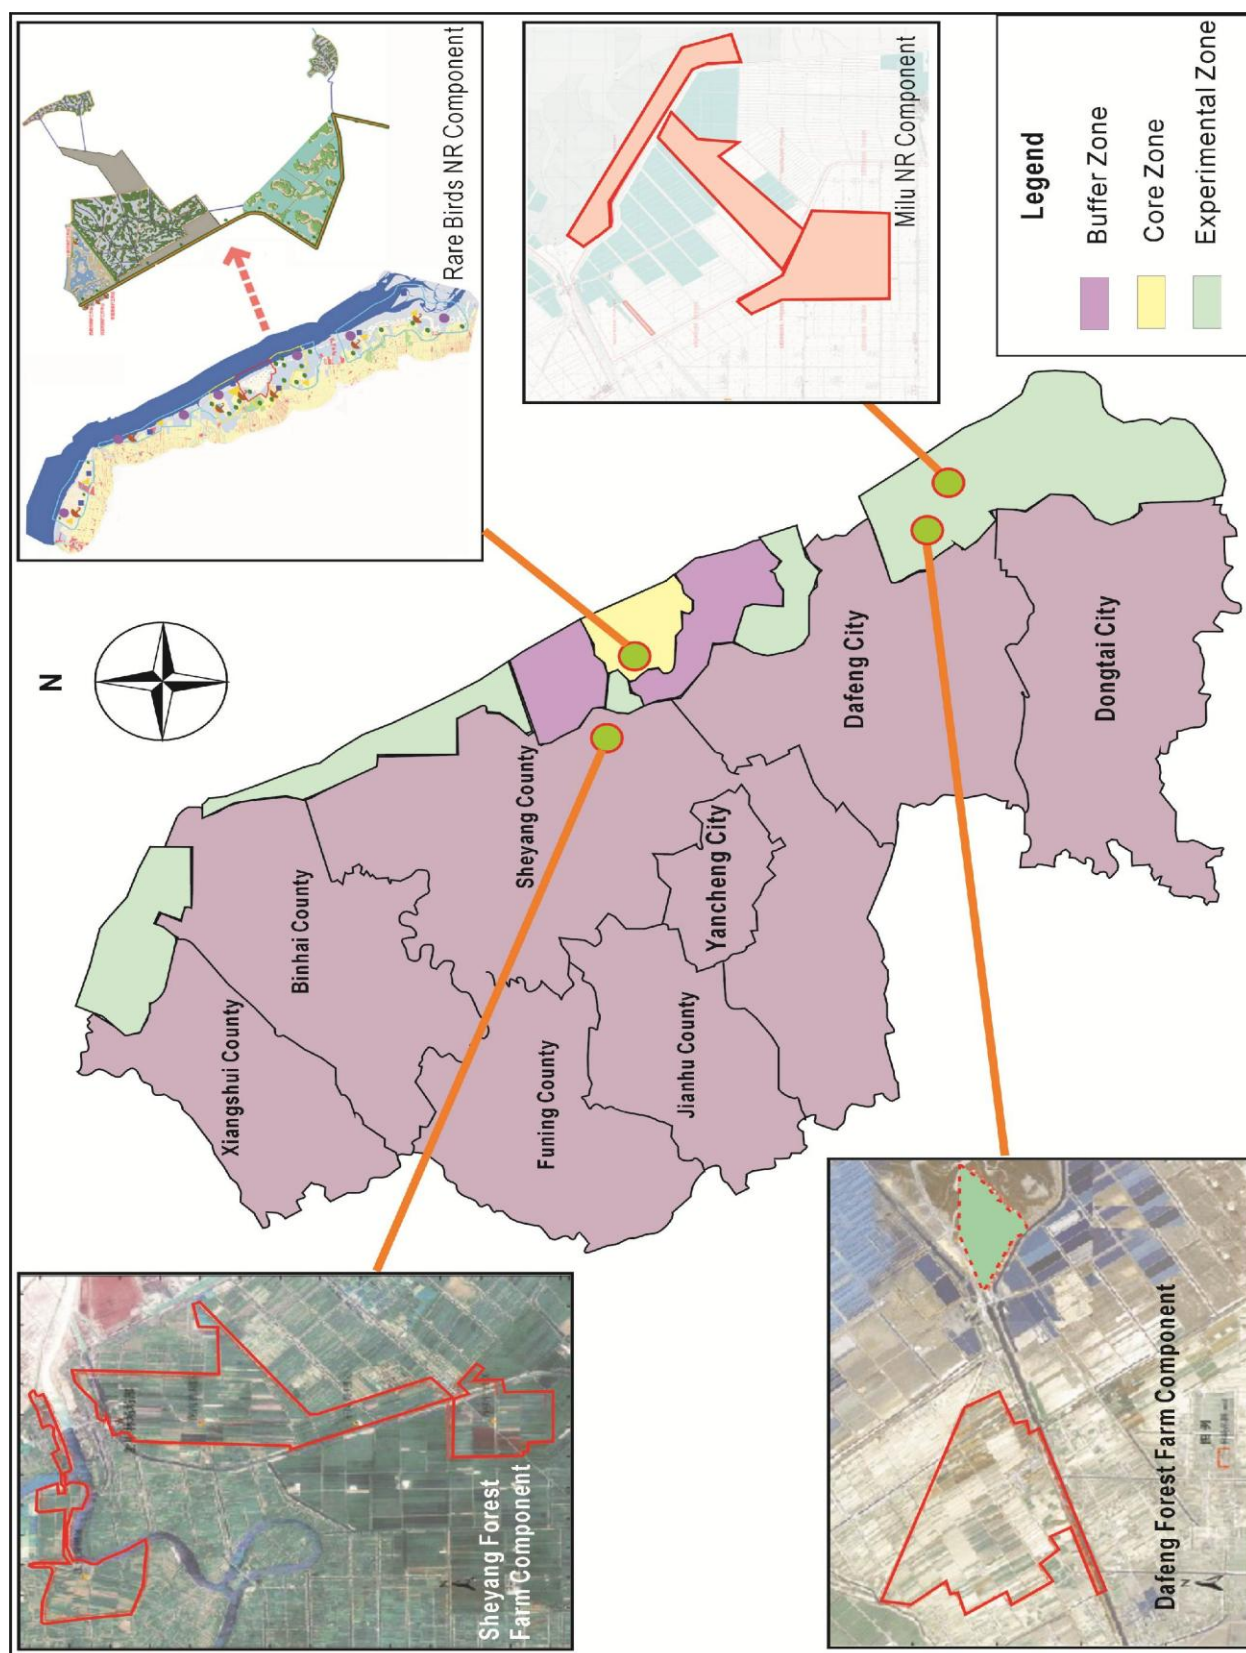 Rare Birds NR Component
Milu NR Component
Legend
Buffer Zone
Core Zone
Experimental Zone
N
Xiangshui County
Binhai County
Sheyang County
Funing County
Jianhu County
Yancheng City
Dafeng City
Dongtai City
Sheyang Forest
Farm Component
N
Dafeng Forest Farm Component
图例
N